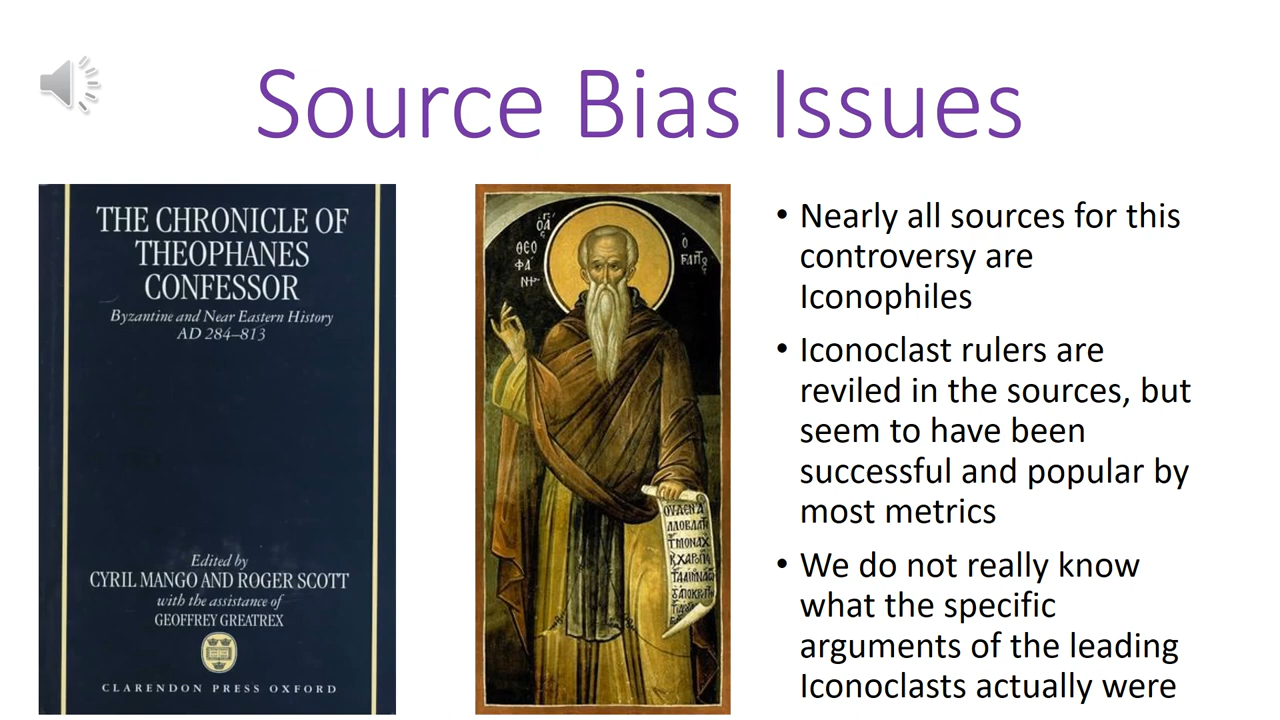 Source Bias Issues
THE CHRONICLE OF
THEOPHANES
CONFESSOR
Byzantine and Near Eastern History
AD 284–813
Edited by
CYRIL MANGO AND ROGER SCOTT
with the assistance of
GEOFFREY GREATREX
CLARENDON PRESS OXFORD
ΘΕΟ
ΦΑ
• Nearly all sources for this
controversy are
Iconophiles
• Iconoclast rulers are
reviled in the sources, but
seem to have been
successful and popular by
most metrics
• We do not really know
what the specific
arguments of the leading
Iconoclasts actually were